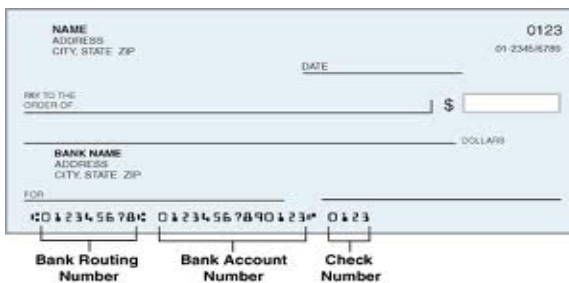 NAME 0123
ADDRESS 01-2345/6789
CITY, STATE ZIP
DATE
PAY TO THE
ORDER OF $
DOLLARS
BANK NAME
ADDRESS
CITY, STATE ZIP
FOR
⑆012345678⑆ 01234567890123⑈ 0123
Bank Routing Number
Bank Account Number
Check Number